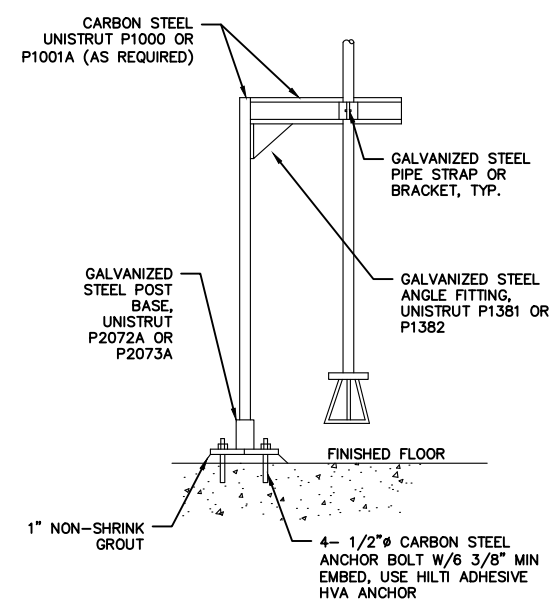 CARBON STEEL
UNISTRUT P1000 OR
P1001A (AS REQUIRED)
GALVANIZED STEEL
PIPE STRAP OR
BRACKET, TYP.
GALVANIZED
STEEL POST
BASE,
UNISTRUT
P2072A OR
P2073A
GALVANIZED STEEL
ANGLE FITTING,
UNISTRUT P1381 OR
P1382
FINISHED FLOOR
1" NON-SHRINK
GROUT
4- 1/2"ø CARBON STEEL
ANCHOR BOLT W/6 3/8" MIN
EMBED, USE HILTI ADHESIVE
HVA ANCHOR